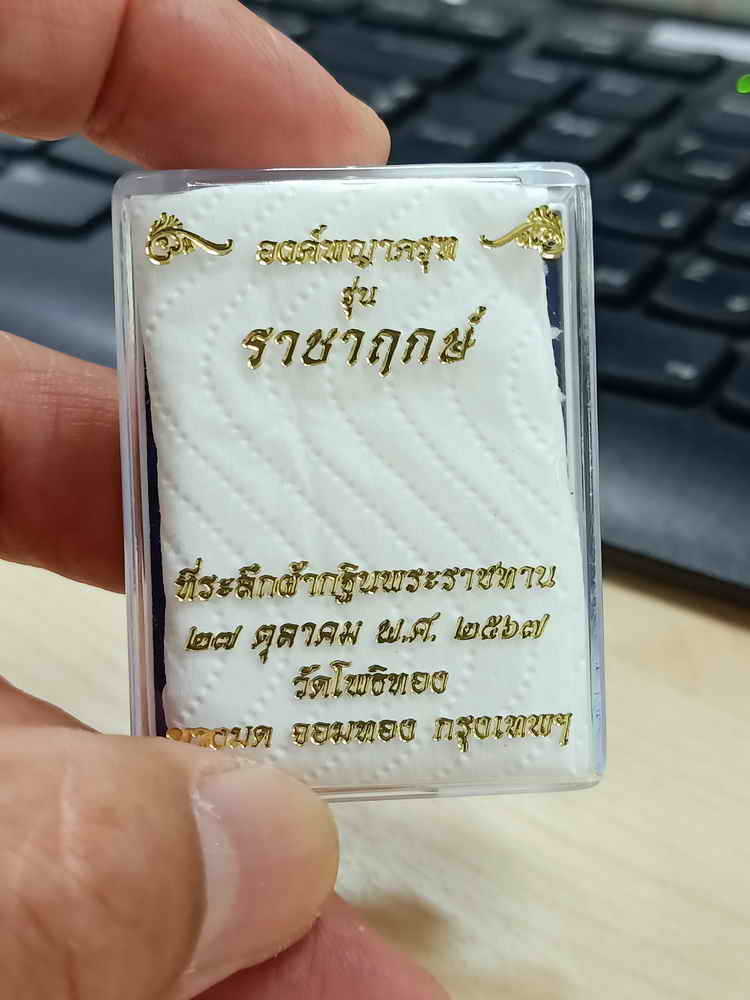 องค์พญาครุฑ
รุ่น
ราชาฤกษ์
ที่ระลึกผ้ากฐินพระราชทาน
๒๗ ตุลาคม พ.ศ. ๒๕๖๗
วัดโพธิทอง
จอมทอง กรุงเทพฯ